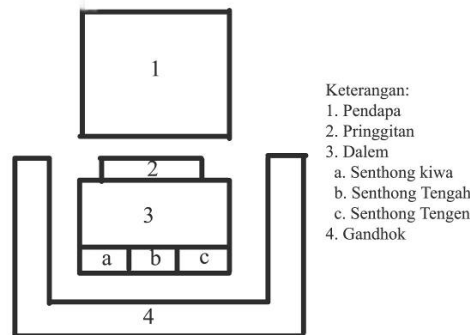 1
2
3
a b c
4
Keterangan:
1. Pendapa
2. Pringgitan
3. Dalem
a. Senthong kiwa
b. Senthong Tengah
c. Senthong Tengen
4. Gandhok